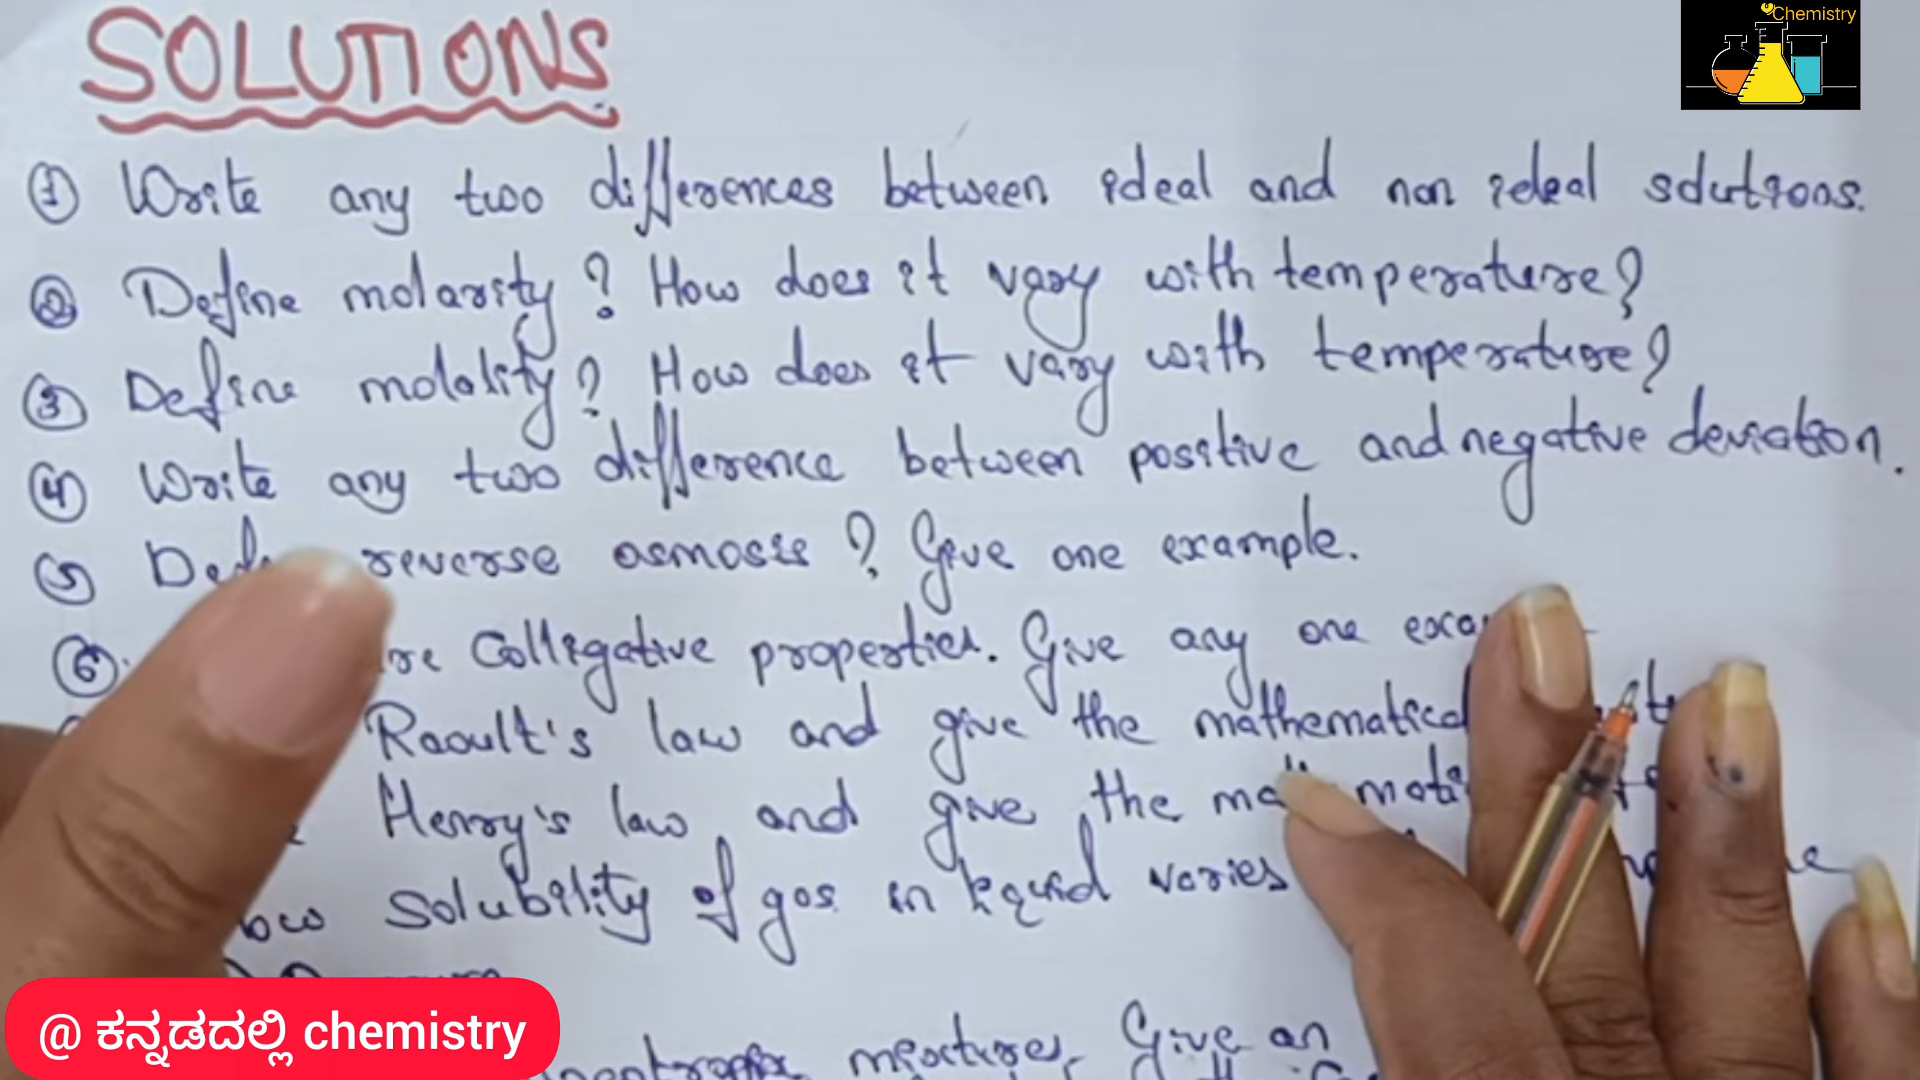 Chemistry
SOLUTIONS
① Write any two differences between ideal and non ideal solutions.
② Define molarity? How does it vary with temperature?
③ Define molality? How does it vary with temperature?
④ Write any two difference between positive and negative deviation.
⑤ reverse osmosis? Give one example.
⑥ Colligative properties. Give any one
Raoult's law and give the
Henry's law and give the
solubility of gas in liquid varies
mixtures. Give an
@ ಕನ್ನಡದಲ್ಲಿ chemistry